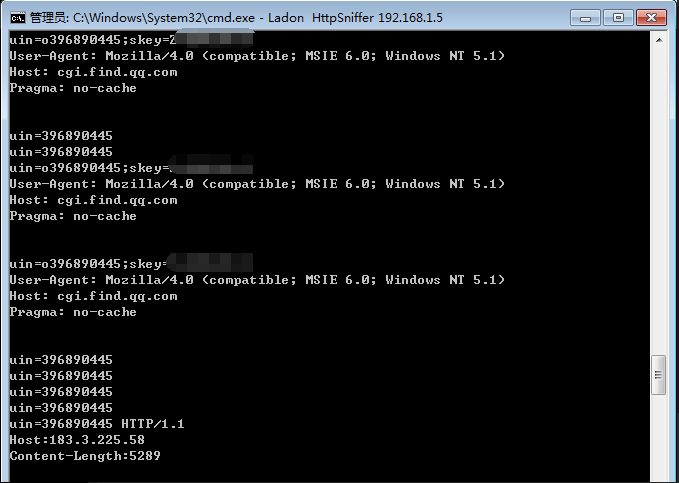 管理员: C:\Windows\System32\cmd.exe - Ladon HttpSniffer 192.168.1.5
uin=o396890445;skey=
User-Agent: Mozilla/4.0 (compatible; MSIE 6.0; Windows NT 5.1)
Host: cgi.find.qq.com
Pragma: no-cache
uin=396890445
uin=396890445
uin=o396890445;skey=
User-Agent: Mozilla/4.0 (compatible; MSIE 6.0; Windows NT 5.1)
Host: cgi.find.qq.com
Pragma: no-cache
uin=o396890445;skey=
User-Agent: Mozilla/4.0 (compatible; MSIE 6.0; Windows NT 5.1)
Host: cgi.find.qq.com
Pragma: no-cache
uin=396890445
uin=396890445
uin=396890445
uin=396890445
uin=396890445 HTTP/1.1
Host:183.3.225.58
Content-Length:5289